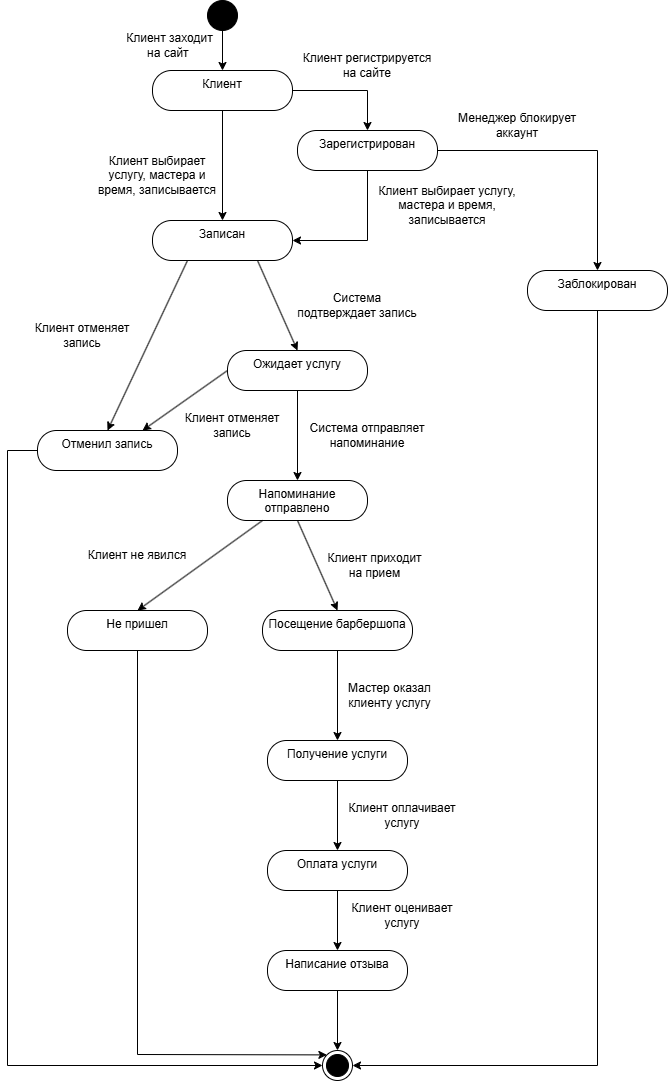 Клиент заходит
на сайт
Клиент регистрируется
на сайте
Клиент
Менеджер блокирует
аккаунт
Зарегистрирован
Клиент выбирает
услугу, мастера и
время, записывается
Клиент выбирает услугу,
мастера и время,
записывается
Записан
Заблокирован
Система
подтверждает запись
Клиент отменяет
запись
Ожидает услугу
Клиент отменяет
запись
Система отправляет
напоминание
Отменил запись
Напоминание
отправлено
Клиент не явился
Клиент приходит
на прием
Не пришел
Посещение барбершопа
Мастер оказал
клиенту услугу
Получение услуги
Клиент оплачивает
услугу
Оплата услуги
Клиент оценивает
услугу
Написание отзыва